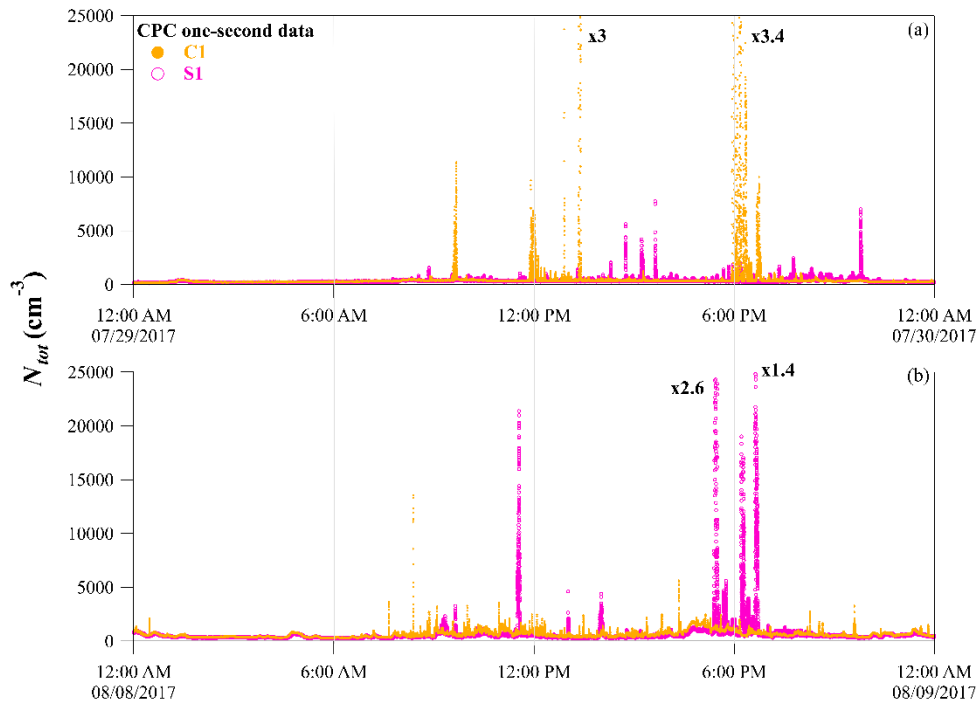 CPC one-second data
C1
S1
x3
x3.4
(a)
25000
20000
15000
10000
5000
0
12:00 AM
07/29/2017
6:00 AM
12:00 PM
6:00 PM
12:00 AM
07/30/2017
N_tot (cm⁻³)
x2.6
x1.4
(b)
25000
20000
15000
10000
5000
0
12:00 AM
08/08/2017
6:00 AM
12:00 PM
6:00 PM
12:00 AM
08/09/2017